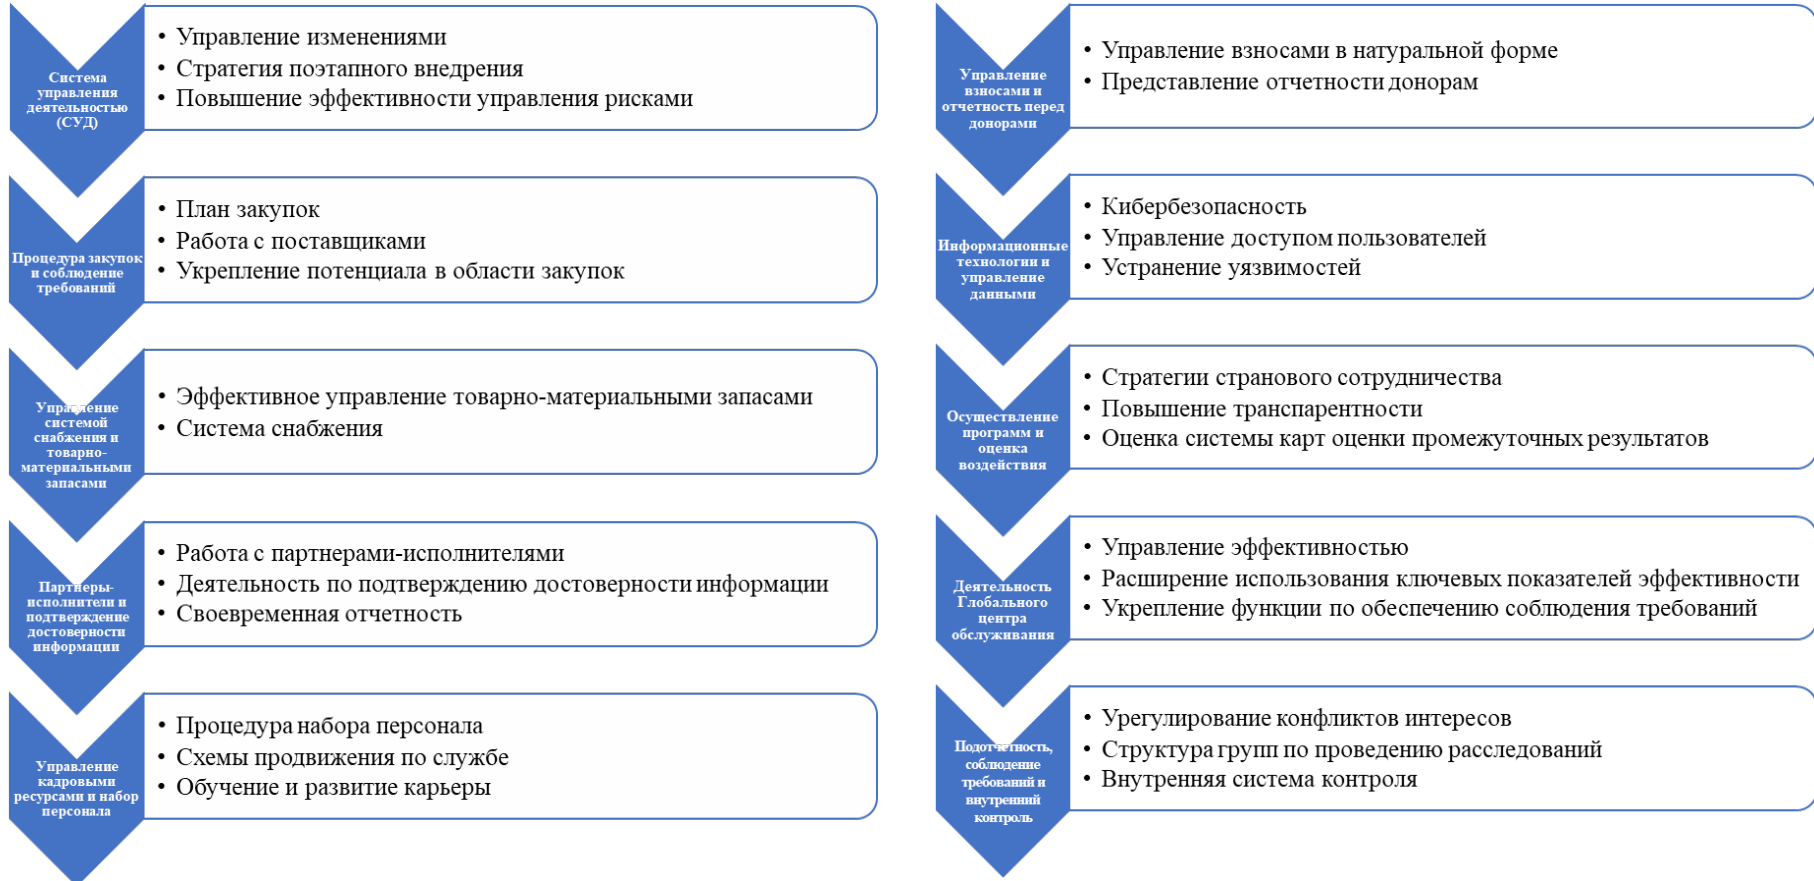 Система
управления
деятельностью
(СУД)
• Управление изменениями
• Стратегия поэтапного внедрения
• Повышение эффективности управления рисками
Процедура закупок
и соблюдение
требований
• План закупок
• Работа с поставщиками
• Укрепление потенциала в области закупок
Управление
системой
снабжения и
товарно-
материальными
запасами
• Эффективное управление товарно-материальными запасами
• Система снабжения
Партнеры-
исполнители и
подтверждение
достоверности
информации
• Работа с партнерами-исполнителями
• Деятельность по подтверждению достоверности информации
• Своевременная отчетность
Управление
кадровыми
ресурсами и набор
персонала
• Процедура набора персонала
• Схемы продвижения по службе
• Обучение и развитие карьеры
Управление
взносами и
отчетность перед
донорами
• Управление взносами в натуральной форме
• Представление отчетности донорам
Информационные
технологии и
управление
данными
• Кибербезопасность
• Управление доступом пользователей
• Устранение уязвимостей
Осуществление
программ и
оценка
воздействия
• Стратегии странового сотрудничества
• Повышение транспарентности
• Оценка системы карт оценки промежуточных результатов
Деятельность
Глобального
центра
обслуживания
• Управление эффективностью
• Расширение использования ключевых показателей эффективности
• Укрепление функции по обеспечению соблюдения требований
Подотчетность,
соблюдение
требований и
внутренний
контроль
• Урегулирование конфликтов интересов
• Структура групп по проведению расследований
• Внутренняя система контроля